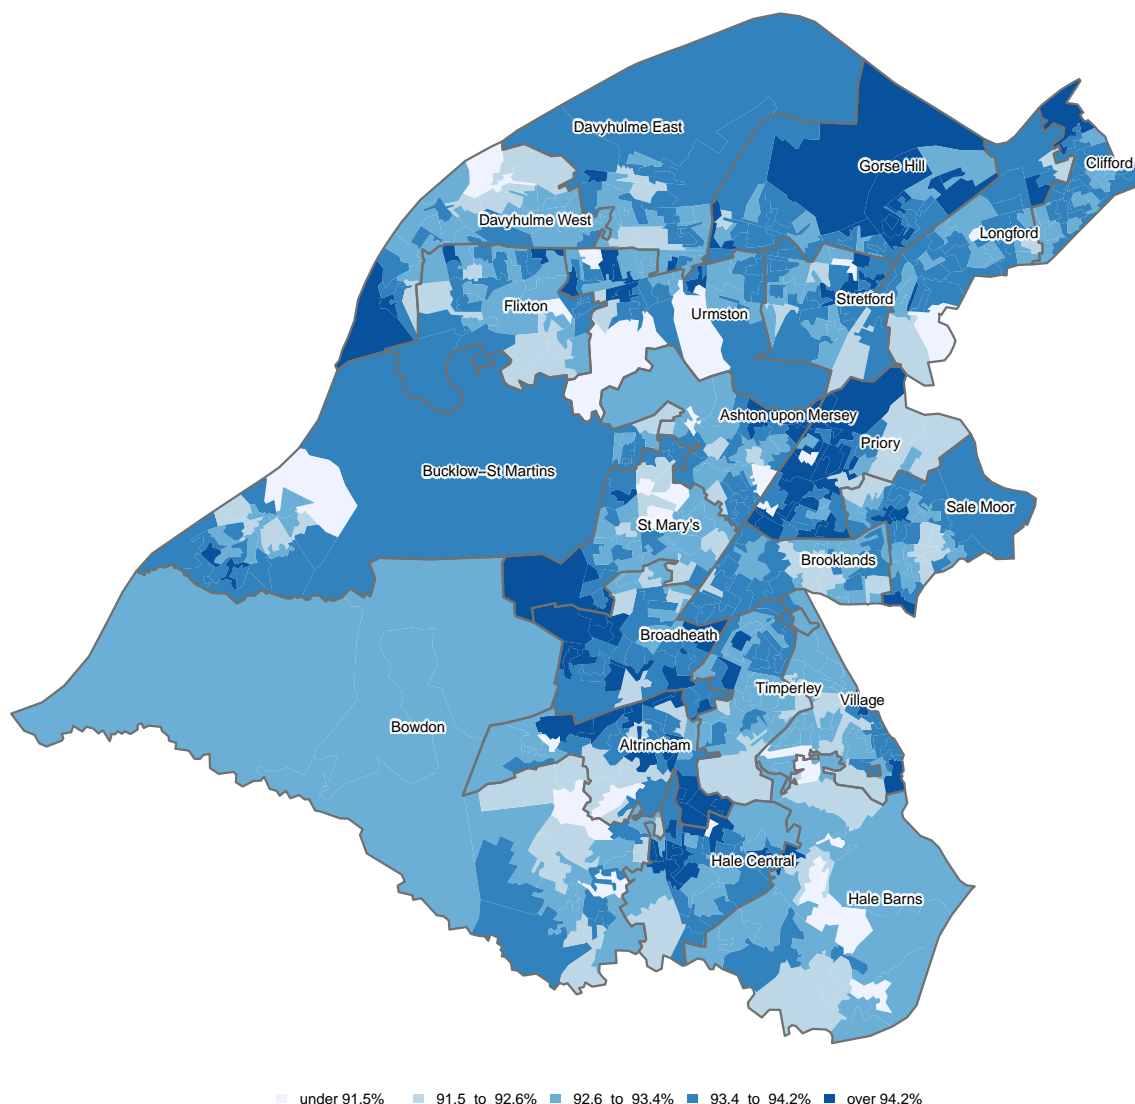 Davyhulme East
Gorse Hill
Clifford
Davyhulme West
Longford
Flixton
Urmston
Stretford
Ashton upon Mersey
Priory
Bucklow−St Martins
Sale Moor
St Mary's
Brooklands
Broadheath
Timperley
Village
Bowdon
Altrincham
Hale Central
Hale Barns
under 91.5% 91.5 to 92.6% 92.6 to 93.4% 93.4 to 94.2% over 94.2%